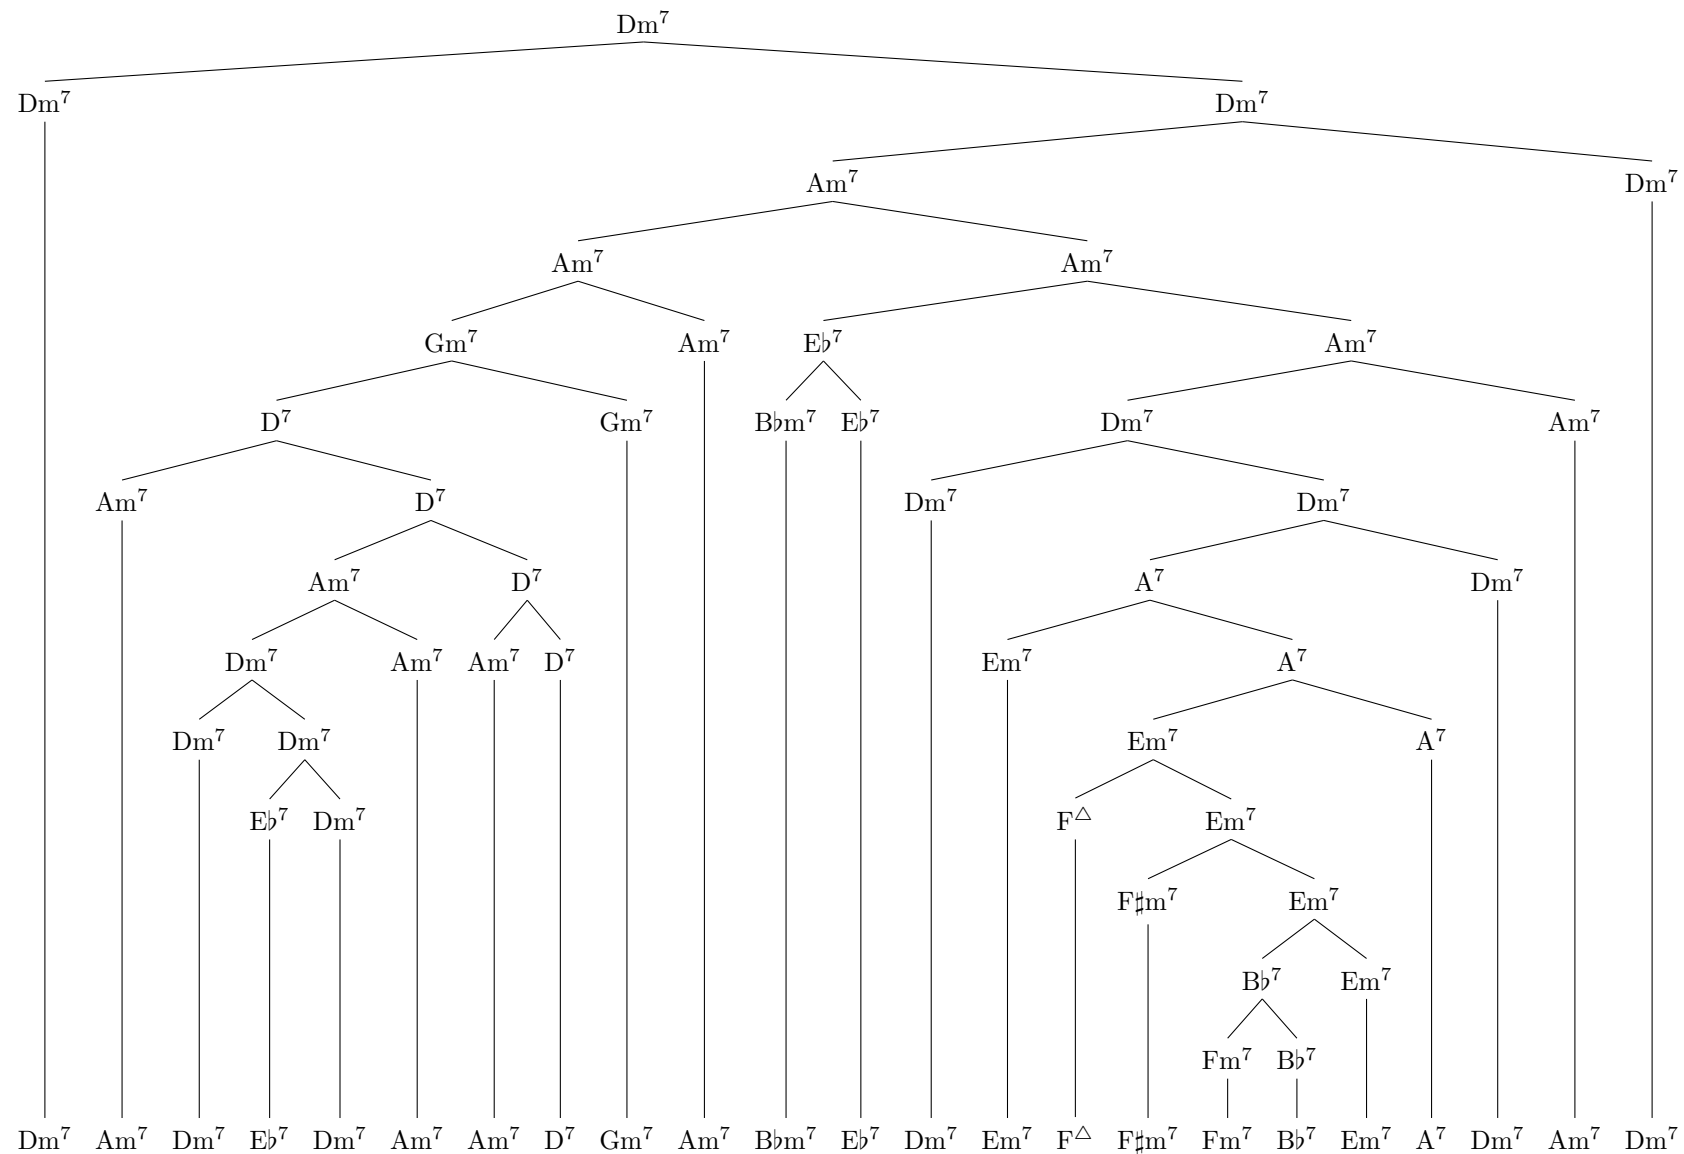 Dm⁷
Dm⁷ Dm⁷
Am⁷ Dm⁷
Am⁷ Am⁷
Gm⁷ Am⁷ E♭⁷ Am⁷
D⁷ Gm⁷ B♭m⁷ E♭⁷ Dm⁷ Am⁷
Am⁷ D⁷ Dm⁷ Dm⁷
Am⁷ D⁷ A⁷ Dm⁷
Dm⁷ Am⁷ Am⁷ D⁷ Em⁷ A⁷
Dm⁷ Dm⁷ Em⁷ A⁷
E♭⁷ Dm⁷ F△ Em⁷
F♯m⁷ Em⁷
B♭⁷ Em⁷
Fm⁷ B♭⁷
Dm⁷ Am⁷ Dm⁷ E♭⁷ Dm⁷ Am⁷ Am⁷ D⁷ Gm⁷ Am⁷ B♭m⁷ E♭⁷ Dm⁷ Em⁷ F△ F♯m⁷ Fm⁷ B♭⁷ Em⁷ A⁷ Dm⁷ Am⁷ Dm⁷